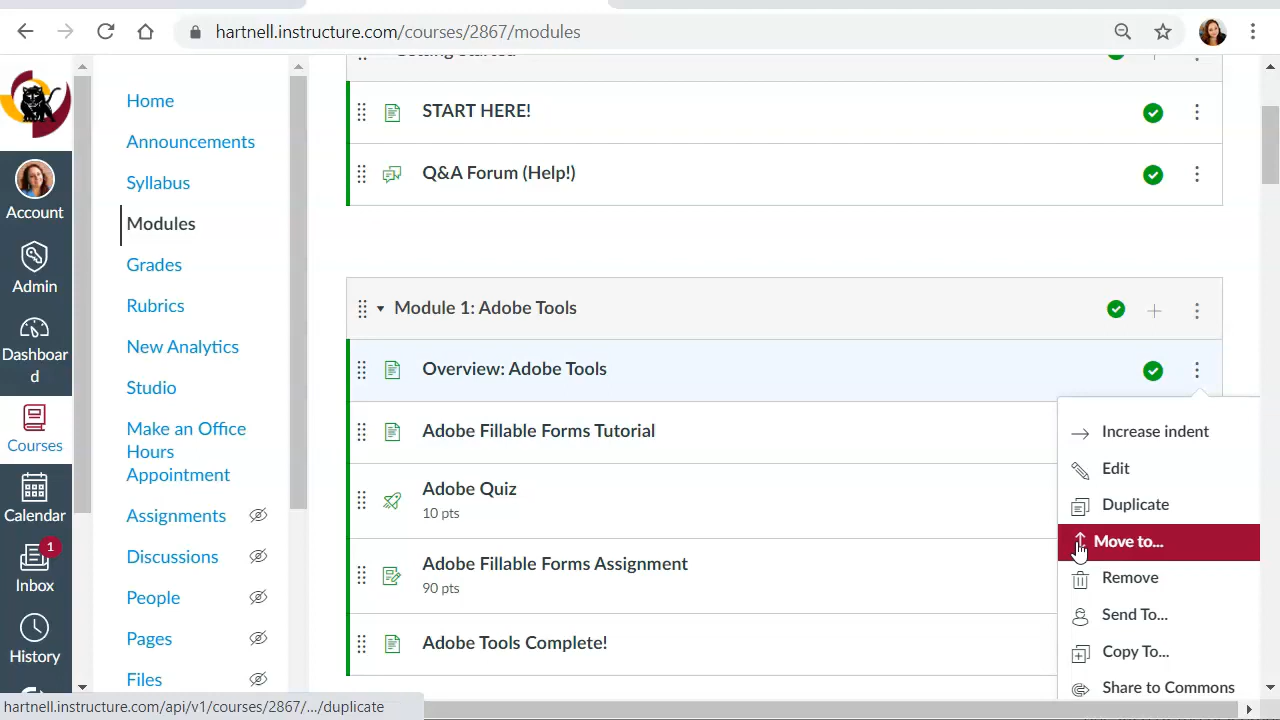 hartnell.instructure.com/courses/2867/modules
Getting Started
START HERE!
Q&A Forum (Help!)
Module 1: Adobe Tools
Overview: Adobe Tools
Adobe Fillable Forms Tutorial
Adobe Quiz
10 pts
Adobe Fillable Forms Assignment
90 pts
Adobe Tools Complete!
Increase indent
Edit
Duplicate
Move to...
Remove
Send To...
Copy To...
Share to Commons
Home
Announcements
Syllabus
Modules
Grades
Rubrics
New Analytics
Studio
Make an Office
Hours
Appointment
Assignments
Discussions
People
Pages
Files
Account
Admin
Dashboar
d
Courses
Calendar
1
Inbox
History
hartnell.instructure.com/api/v1/courses/2867/.../duplicate